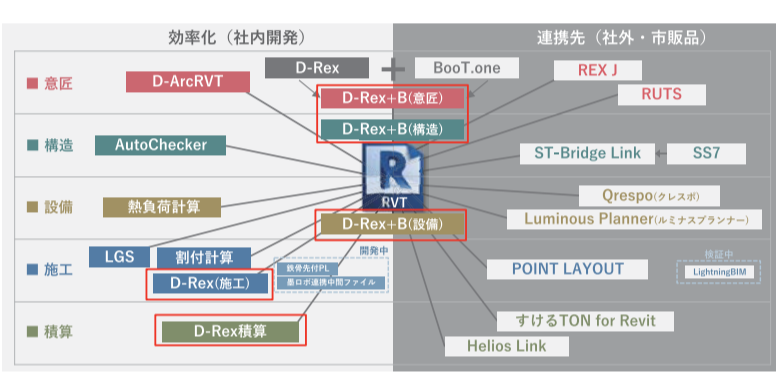 効率化（社内開発）
連携先（社外・市販品）
■ 意匠
D-ArcRVT
D-Rex
+
BooT.one
REX J
RUTS
D-Rex+B(意匠)
D-Rex+B(構造)
■ 構造
AutoChecker
ST-Bridge Link
SS7
RVT
■ 設備
熱負荷計算
D-Rex+B(設備)
Qrespo(クレスポ)
Luminous Planner(ルミナスプランナー)
■ 施工
LGS
割付計算
D-Rex(施工)
開発中
鉄骨先付PL
墨ロボ連携中間ファイル
POINT LAYOUT
検証中
LightningBIM
■ 積算
D-Rex積算
すけるTON for Revit
Helios Link